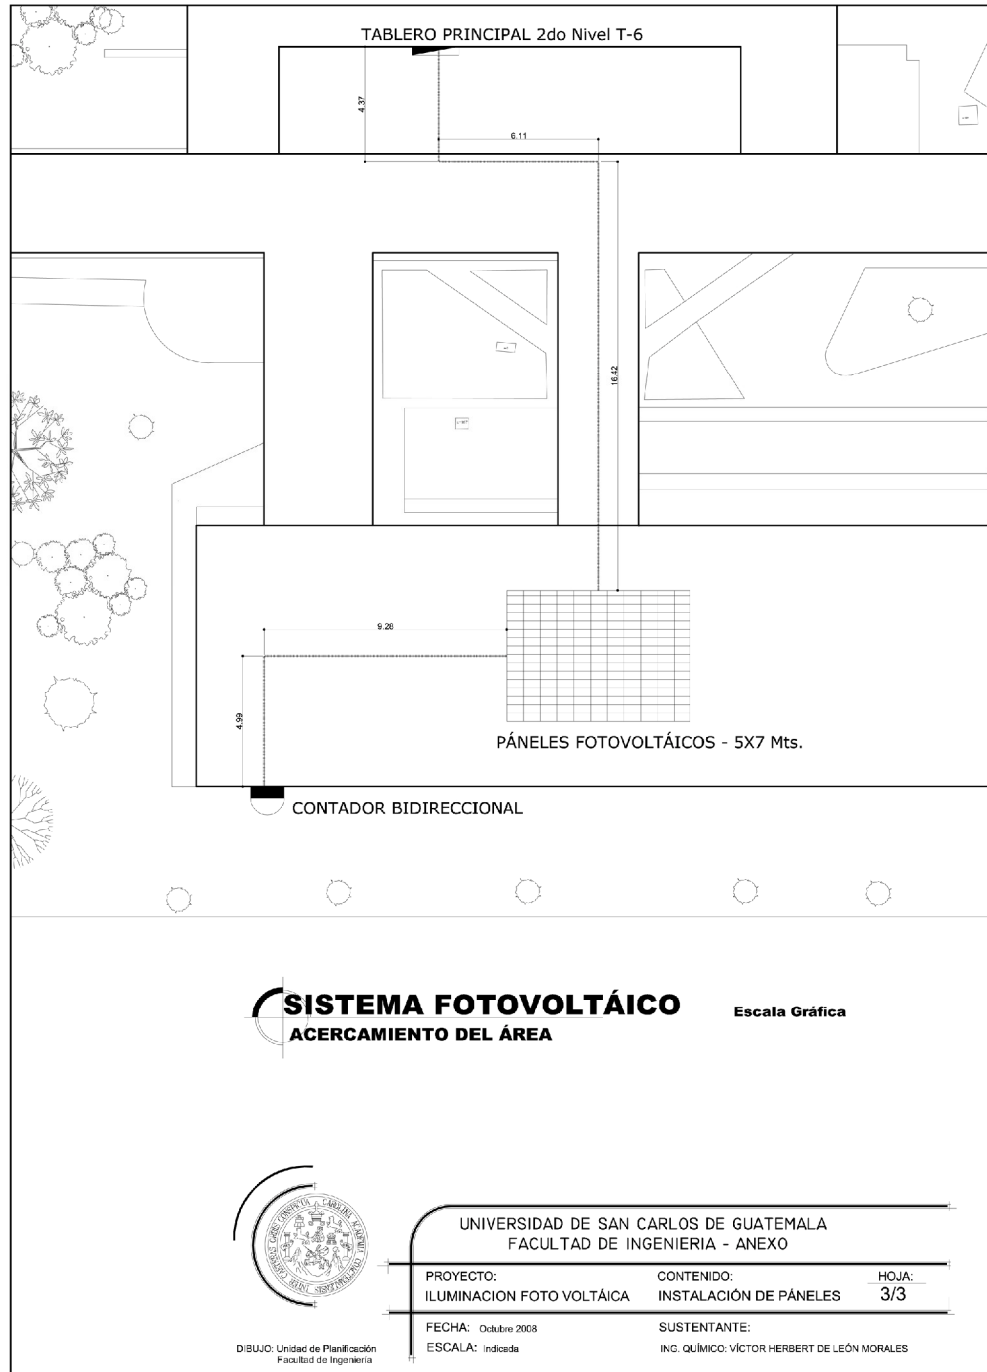 TABLERO PRINCIPAL 2do Nivel T-6
4.37
6.11
16.42
9.28
4.99
PÁNELES FOTOVOLTÁICOS - 5X7 Mts.
CONTADOR BIDIRECCIONAL
SISTEMA FOTOVOLTÁICO
ACERCAMIENTO DEL ÁREA
Escala Gráfica
UNIVERSIDAD DE SAN CARLOS DE GUATEMALA
FACULTAD DE INGENIERIA - ANEXO
PROYECTO:
ILUMINACION FOTO VOLTÁICA
CONTENIDO:
INSTALACIÓN DE PÁNELES
HOJA:
3/3
FECHA: Octubre 2008
ESCALA: Indicada
SUSTENTANTE:
ING. QUÍMICO: VÍCTOR HERBERT DE LEÓN MORALES
DIBUJO: Unidad de Planificación
Facultad de Ingeniería